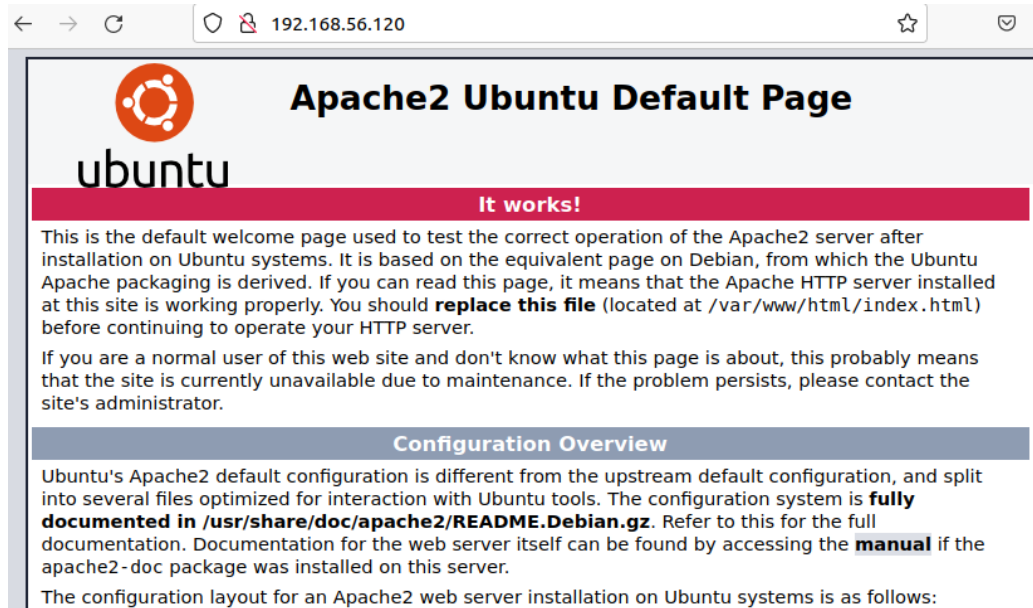 192.168.56.120
Apache2 Ubuntu Default Page
ubuntu
It works!
This is the default welcome page used to test the correct operation of the Apache2 server after
installation on Ubuntu systems. It is based on the equivalent page on Debian, from which the Ubuntu
Apache packaging is derived. If you can read this page, it means that the Apache HTTP server installed
at this site is working properly. You should replace this file (located at /var/www/html/index.html)
before continuing to operate your HTTP server.
If you are a normal user of this web site and don't know what this page is about, this probably means
that the site is currently unavailable due to maintenance. If the problem persists, please contact the
site's administrator.
Configuration Overview
Ubuntu's Apache2 default configuration is different from the upstream default configuration, and split
into several files optimized for interaction with Ubuntu tools. The configuration system is fully
documented in /usr/share/doc/apache2/README.Debian.gz. Refer to this for the full
documentation. Documentation for the web server itself can be found by accessing the manual if the
apache2-doc package was installed on this server.
The configuration layout for an Apache2 web server installation on Ubuntu systems is as follows: